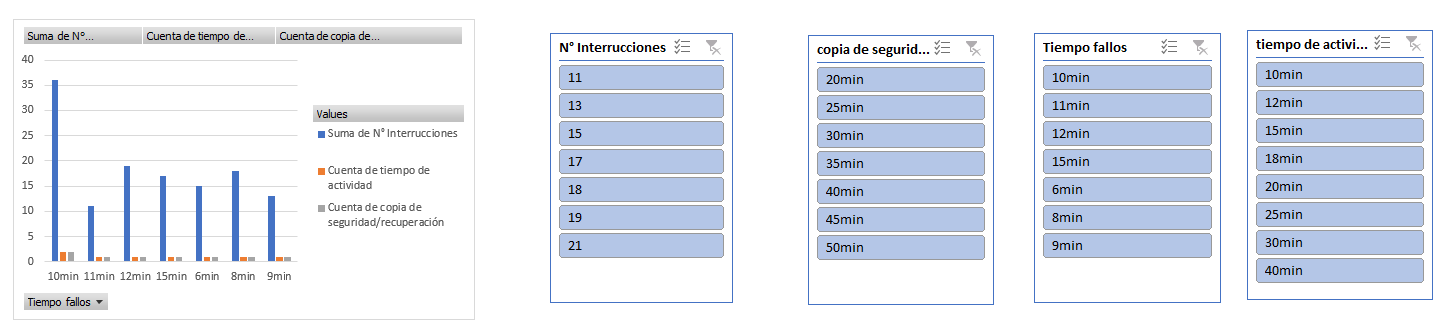 Suma de N°...
Cuenta de tiempo de...
Cuenta de copia de...
40
35
30
25
20
15
10
5
0
10min 11min 12min 15min 6min 8min 9min
Tiempo fallos
Values
Suma de N° Interrucciones
Cuenta de tiempo de
actividad
Cuenta de copia de
seguridad/recuperación
N° Interrucciones
11
13
15
17
18
19
21
copia de segurid...
20min
25min
30min
35min
40min
45min
50min
Tiempo fallos
10min
11min
12min
15min
6min
8min
9min
tiempo de activi...
10min
12min
15min
18min
20min
25min
30min
40min